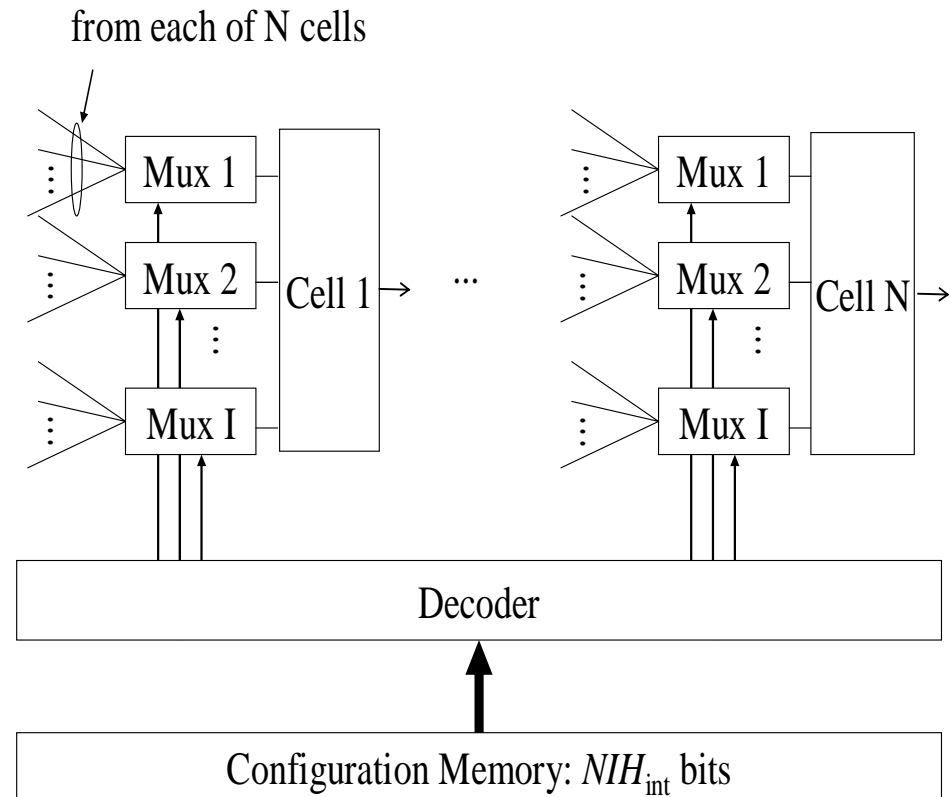 from each of N cells
Mux 1
Mux 1
Mux 2
Cell 1
...
Mux 2
Cell N
Mux I
Mux I
Decoder
Configuration Memory: NIH_int bits